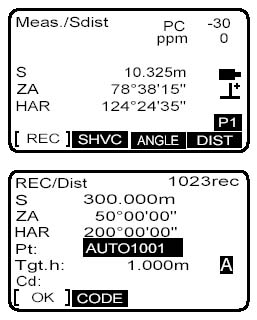 Meas./Sdist PC -30
ppm 0
S 10.325m
ZA 78°38'15"
HAR 124°24'35"
P1
[ REC ] SHVC ANGLE DIST
REC/Dist 1023rec
S 300.000m
ZA 50°00'00"
HAR 200°00'00"
Pt: AUTO1001
Tgt.h: 1.000m A
Cd:
[ OK ] CODE